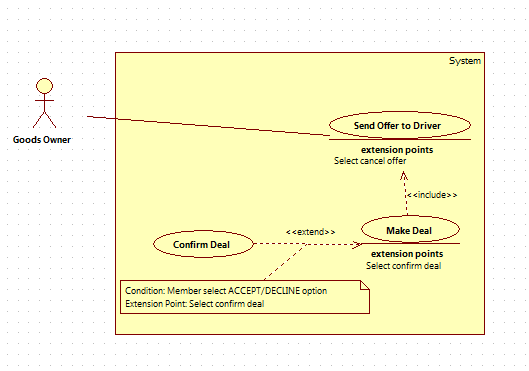 System
Send Offer to Driver
Goods Owner
extension points
Select cancel offer
<<include>>
Make Deal
<<extend>>
Confirm Deal
extension points
Select confirm deal
Condition: Member select ACCEPT/DECLINE option
Extension Point: Select confirm deal